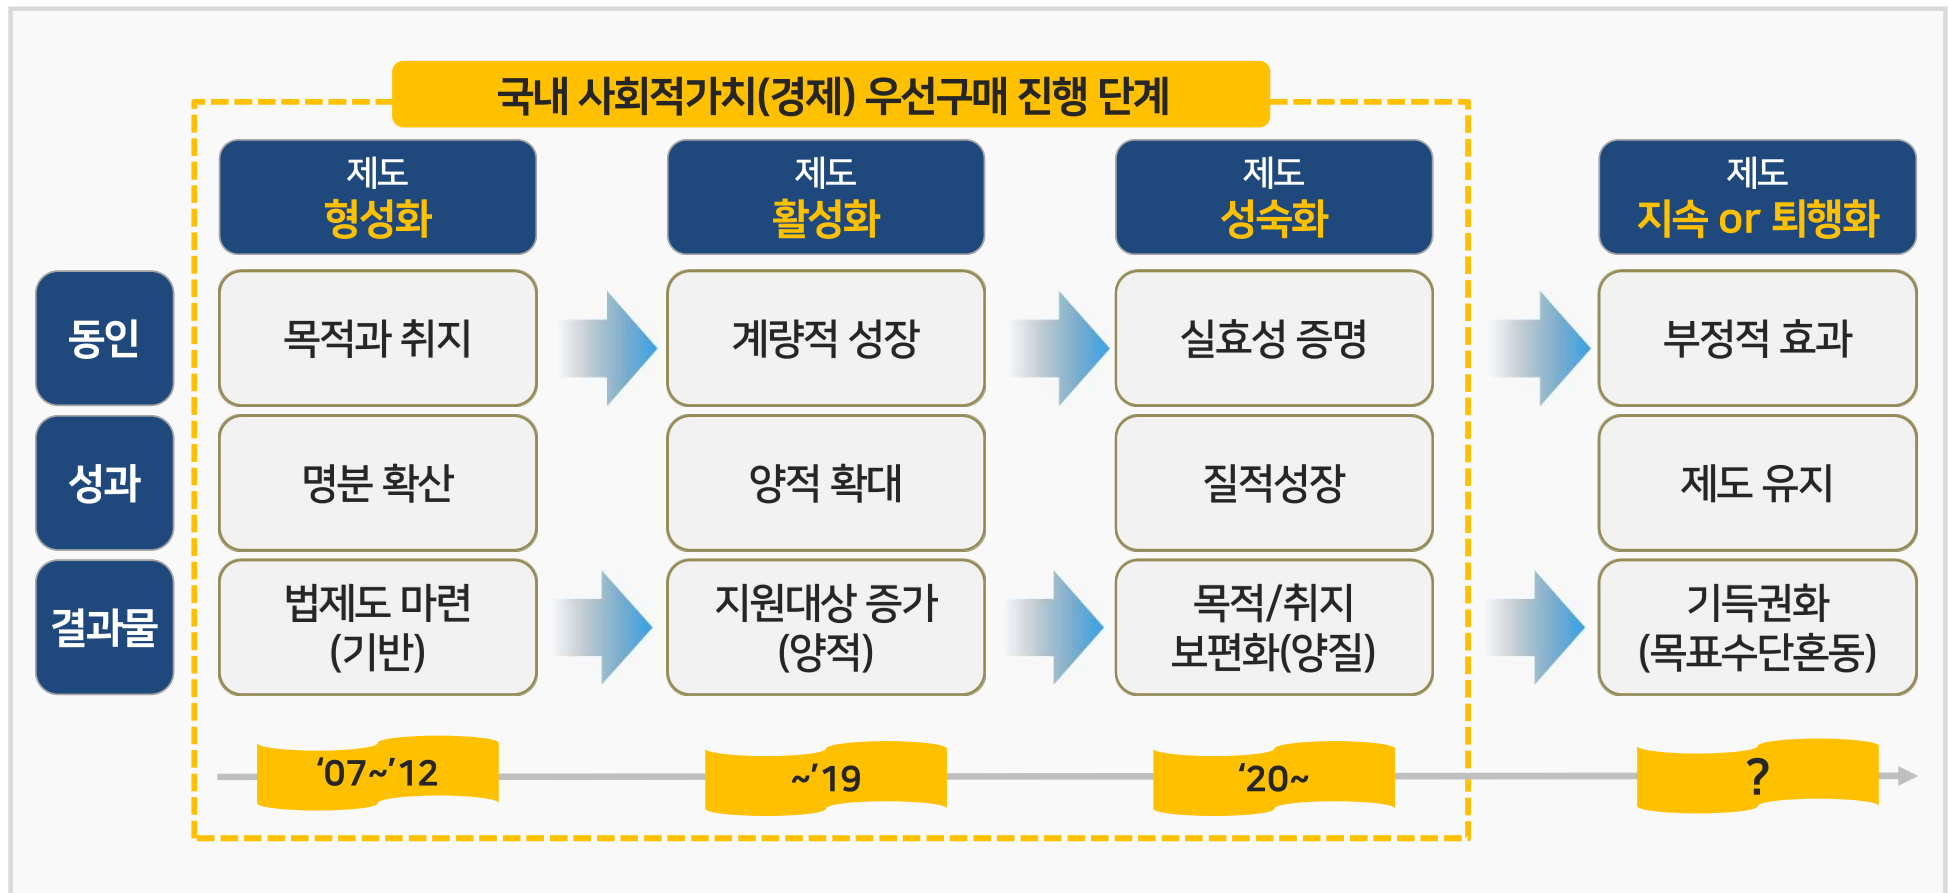 국내 사회적가치(경제) 우선구매 진행 단계
제도
형성화
제도
활성화
제도
성숙화
제도
지속 or 퇴행화
동인
목적과 취지
계량적 성장
실효성 증명
부정적 효과
성과
명분 확산
양적 확대
질적성장
제도 유지
결과물
법제도 마련
(기반)
지원대상 증가
(양적)
목적/취지
보편화(양질)
기득권화
(목표수단혼동)
‘07~’12
~’19
‘20~
?